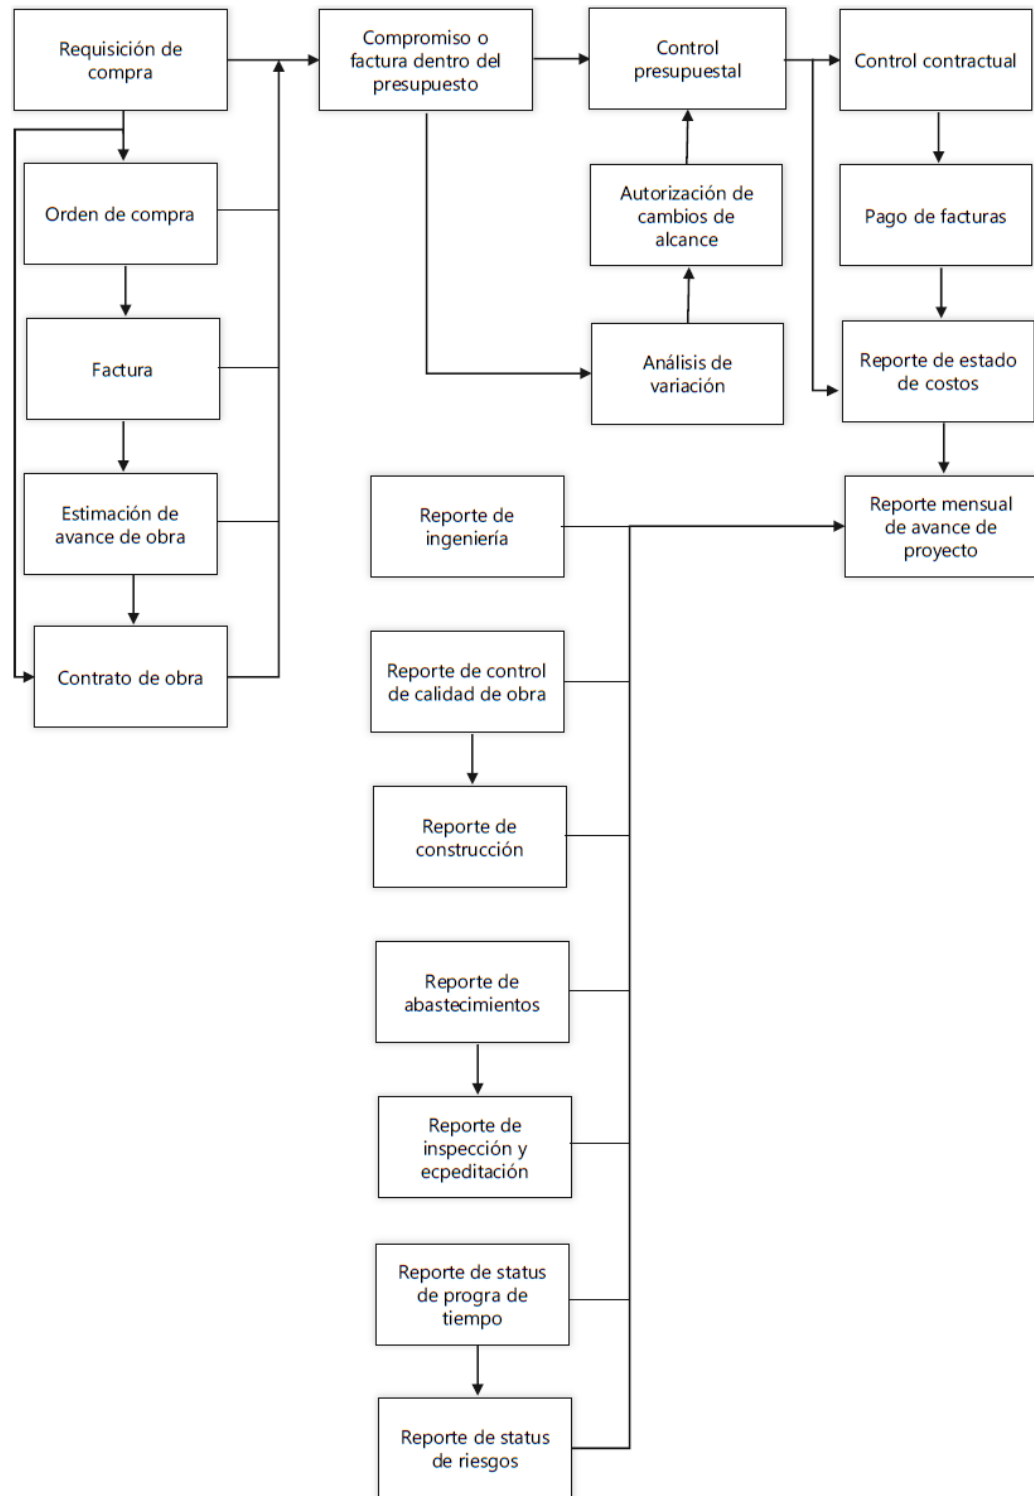 Requisición de
compra
Compromiso o
factura dentro del
presupuesto
Control
presupuestal
Control contractual
Orden de compra
Autorización de
cambios de
alcance
Pago de facturas
Factura
Análisis de
variación
Reporte de estado
de costos
Estimación de
avance de obra
Reporte de
ingeniería
Reporte mensual
de avance de
proyecto
Contrato de obra
Reporte de control
de calidad de obra
Reporte de
construcción
Reporte de
abastecimientos
Reporte de
inspección y
ecpeditación
Reporte de status
de progra de
tiempo
Reporte de status
de riesgos